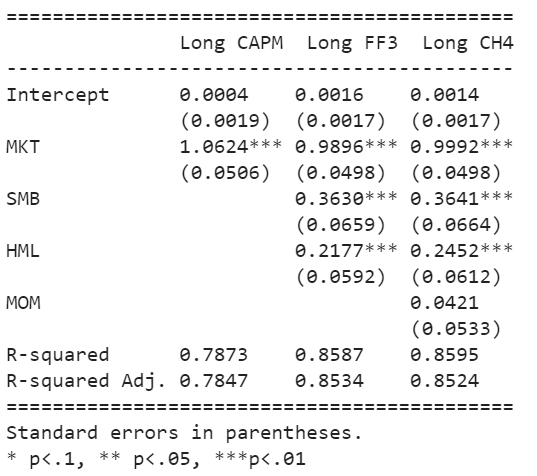 ============================================
               Long CAPM  Long FF3  Long CH4
--------------------------------------------
Intercept      0.0004    0.0016    0.0014
               (0.0019)  (0.0017)  (0.0017)
MKT            1.0624*** 0.9896*** 0.9992***
               (0.0506)  (0.0498)  (0.0498)
SMB                      0.3630*** 0.3641***
                         (0.0659)  (0.0664)
HML                      0.2177*** 0.2452***
                         (0.0592)  (0.0612)
MOM                                0.0421
                                   (0.0533)
R-squared      0.7873    0.8587    0.8595
R-squared Adj. 0.7847    0.8534    0.8524
============================================
Standard errors in parentheses.
* p<.1, ** p<.05, ***p<.01